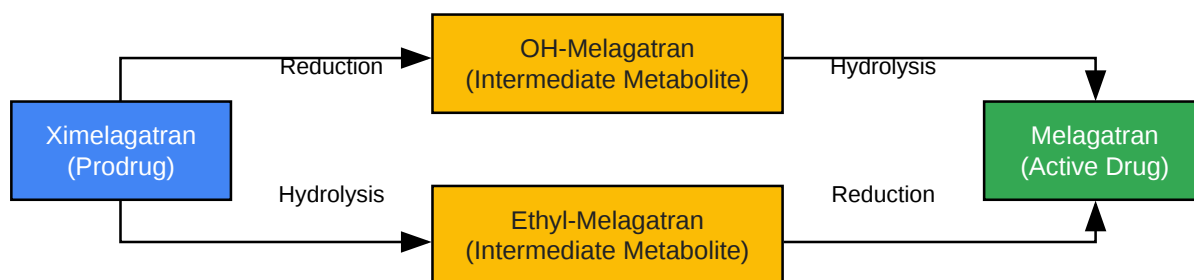 OH-Melagatran
(Intermediate Metabolite)
Reduction
Hydrolysis
Ximelagatran
(Prodrug)
Melagatran
(Active Drug)
Hydrolysis
Reduction
Ethyl-Melagatran
(Intermediate Metabolite)